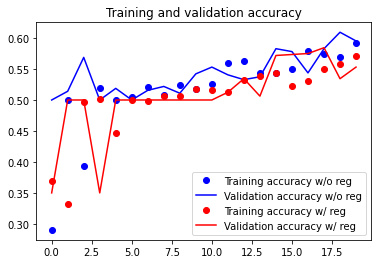 Training and validation accuracy
0.60
0.55
0.50
0.45
0.40
0.35
0.30
Training accuracy w/o reg
Validation accuracy w/o reg
Training accuracy w/ reg
Validation accuracy w/ reg
0.0 2.5 5.0 7.5 10.0 12.5 15.0 17.5